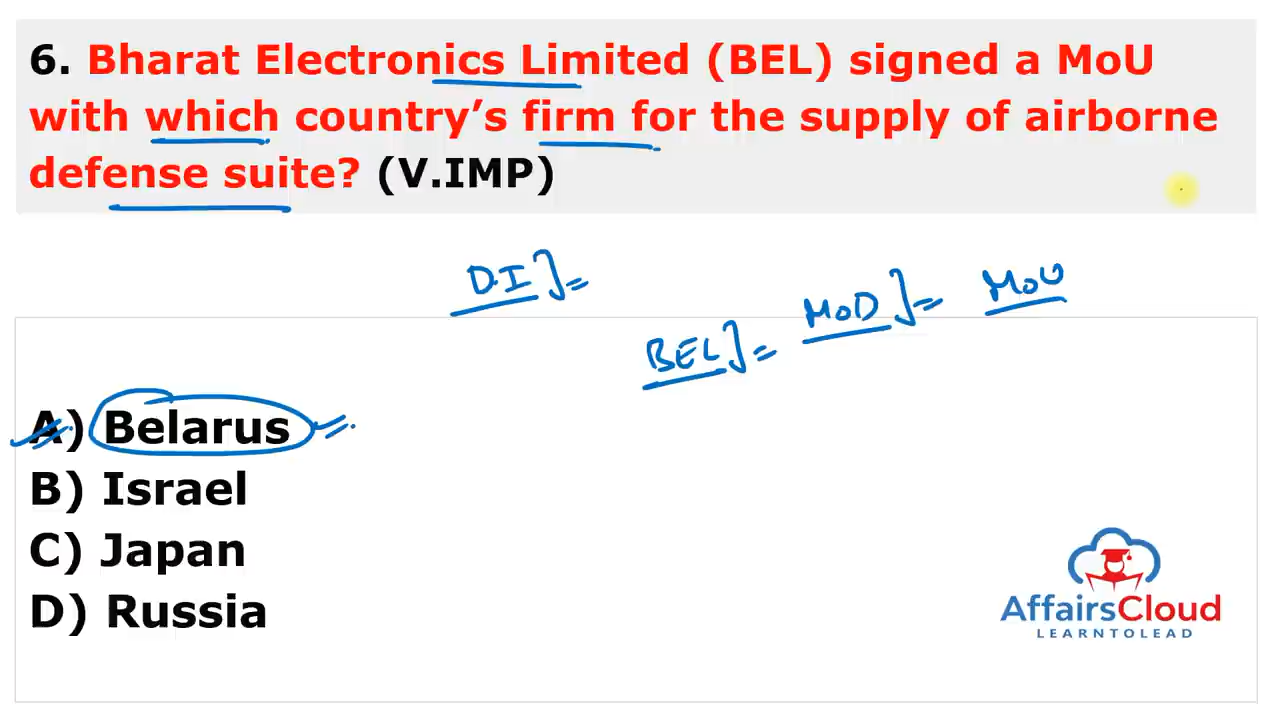 6. Bharat Electronics Limited (BEL) signed a MoU
with which country’s firm for the supply of airborne
defense suite? (V.IMP)
D.I ] =
BEL ] = MoD ] = MoU
A) Belarus
B) Israel
C) Japan
D) Russia
AffairsCloud
LEARNTOLEAD